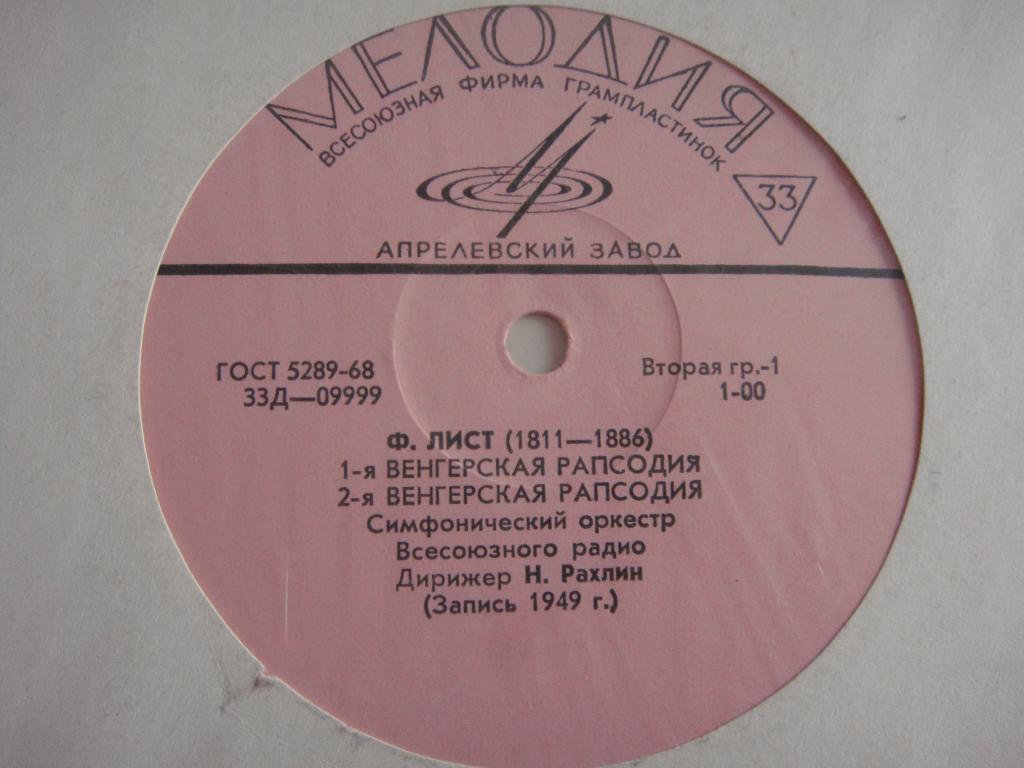 МЕЛОДИЯ
ВСЕСОЮЗНАЯ ФИРМА ГРАМПЛАСТИНОК
33
АПРЕЛЕВСКИЙ ЗАВОД
ГОСТ 5289-68
33Д—09999
Вторая гр.-1
1-00
Ф. ЛИСТ (1811—1886)
1-я ВЕНГЕРСКАЯ РАПСОДИЯ
2-я ВЕНГЕРСКАЯ РАПСОДИЯ
Симфонический оркестр
Всесоюзного радио
Дирижер Н. Рахлин
(Запись 1949 г.)